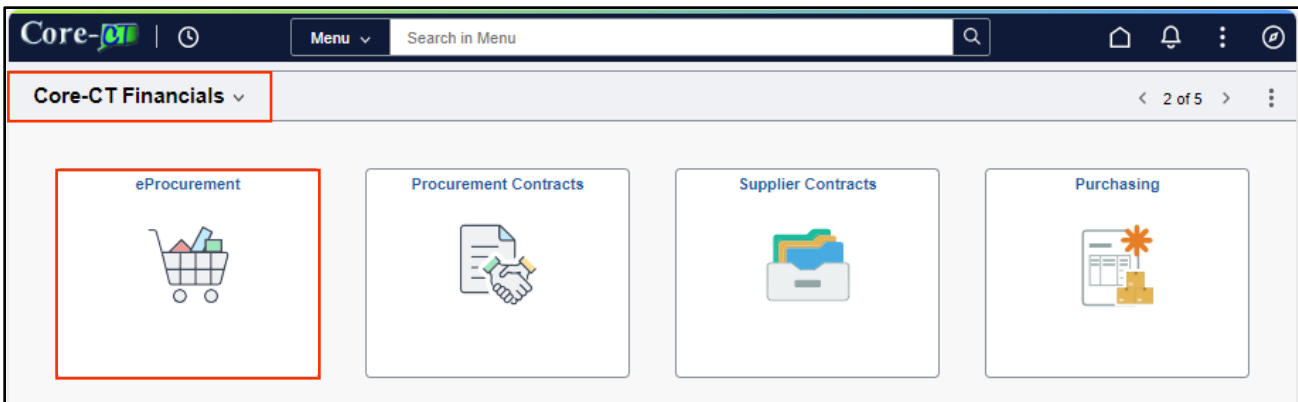 Core-CT
Menu
Search in Menu
Core-CT Financials
2 of 5
eProcurement
Procurement Contracts
Supplier Contracts
Purchasing